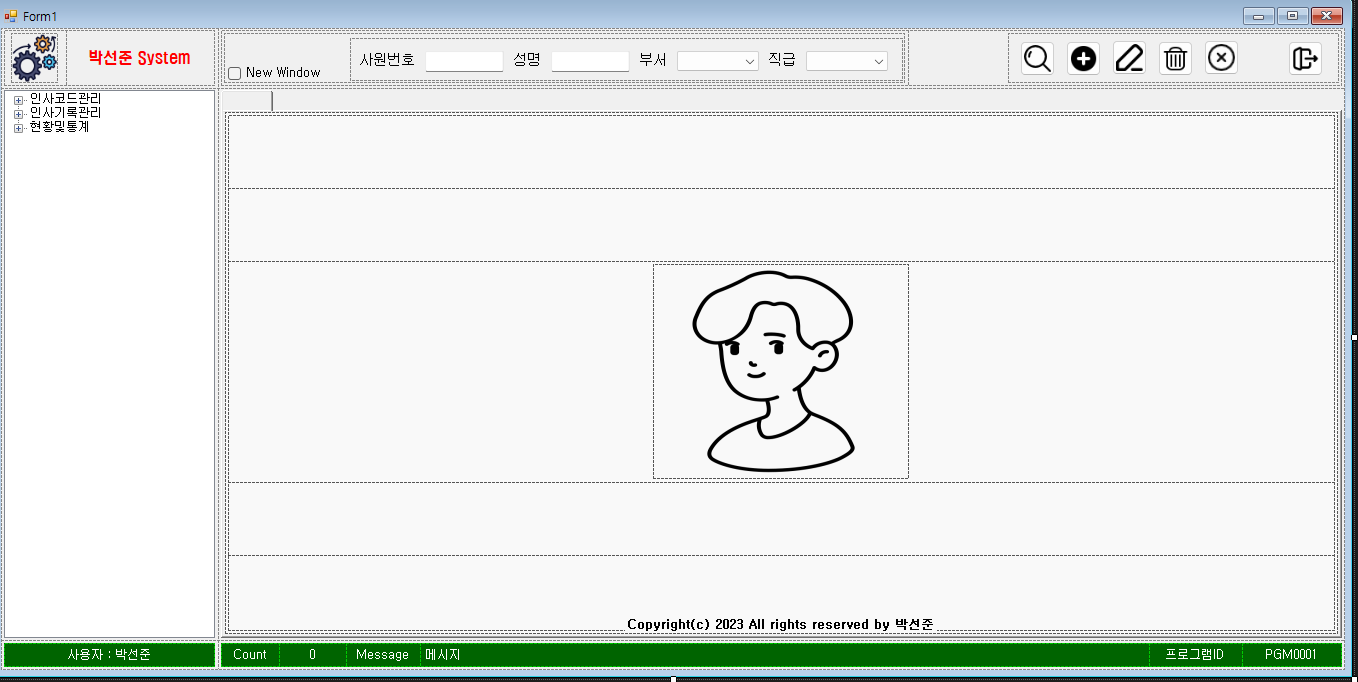 Form1
박선준 System
New Window
사원번호 성명 부서 직급
인사코드관리
인사기록관리
현황및통계
Copyright(c) 2023 All rights reserved by 박선준
사용자 : 박선준 Count 0 Message 메시지 프로그램ID PGM0001